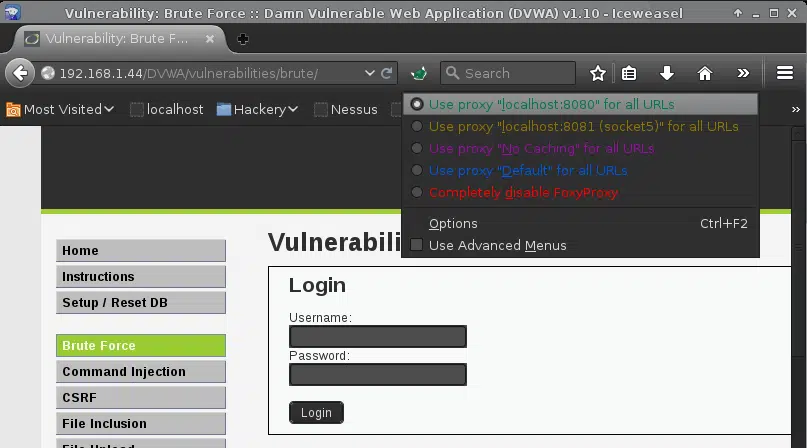 Vulnerability: Brute Force :: Damn Vulnerable Web Application (DVWA) v1.10 - Iceweasel
Vulnerability: Brute F...
192.168.1.44/DVWA/vulnerabilities/brute/
Search
Most Visited
localhost
Hackery
Nessus
Use proxy "localhost:8080" for all URLs
Use proxy "localhost:8081 (socket5)" for all URLs
Use proxy "No Caching" for all URLs
Use proxy "Default" for all URLs
Completely disable FoxyProxy
Options Ctrl+F2
Use Advanced Menus
Home
Instructions
Setup / Reset DB
Brute Force
Command Injection
CSRF
File Inclusion
File Upload
Vulnerabili
Login
Username:
Password:
Login